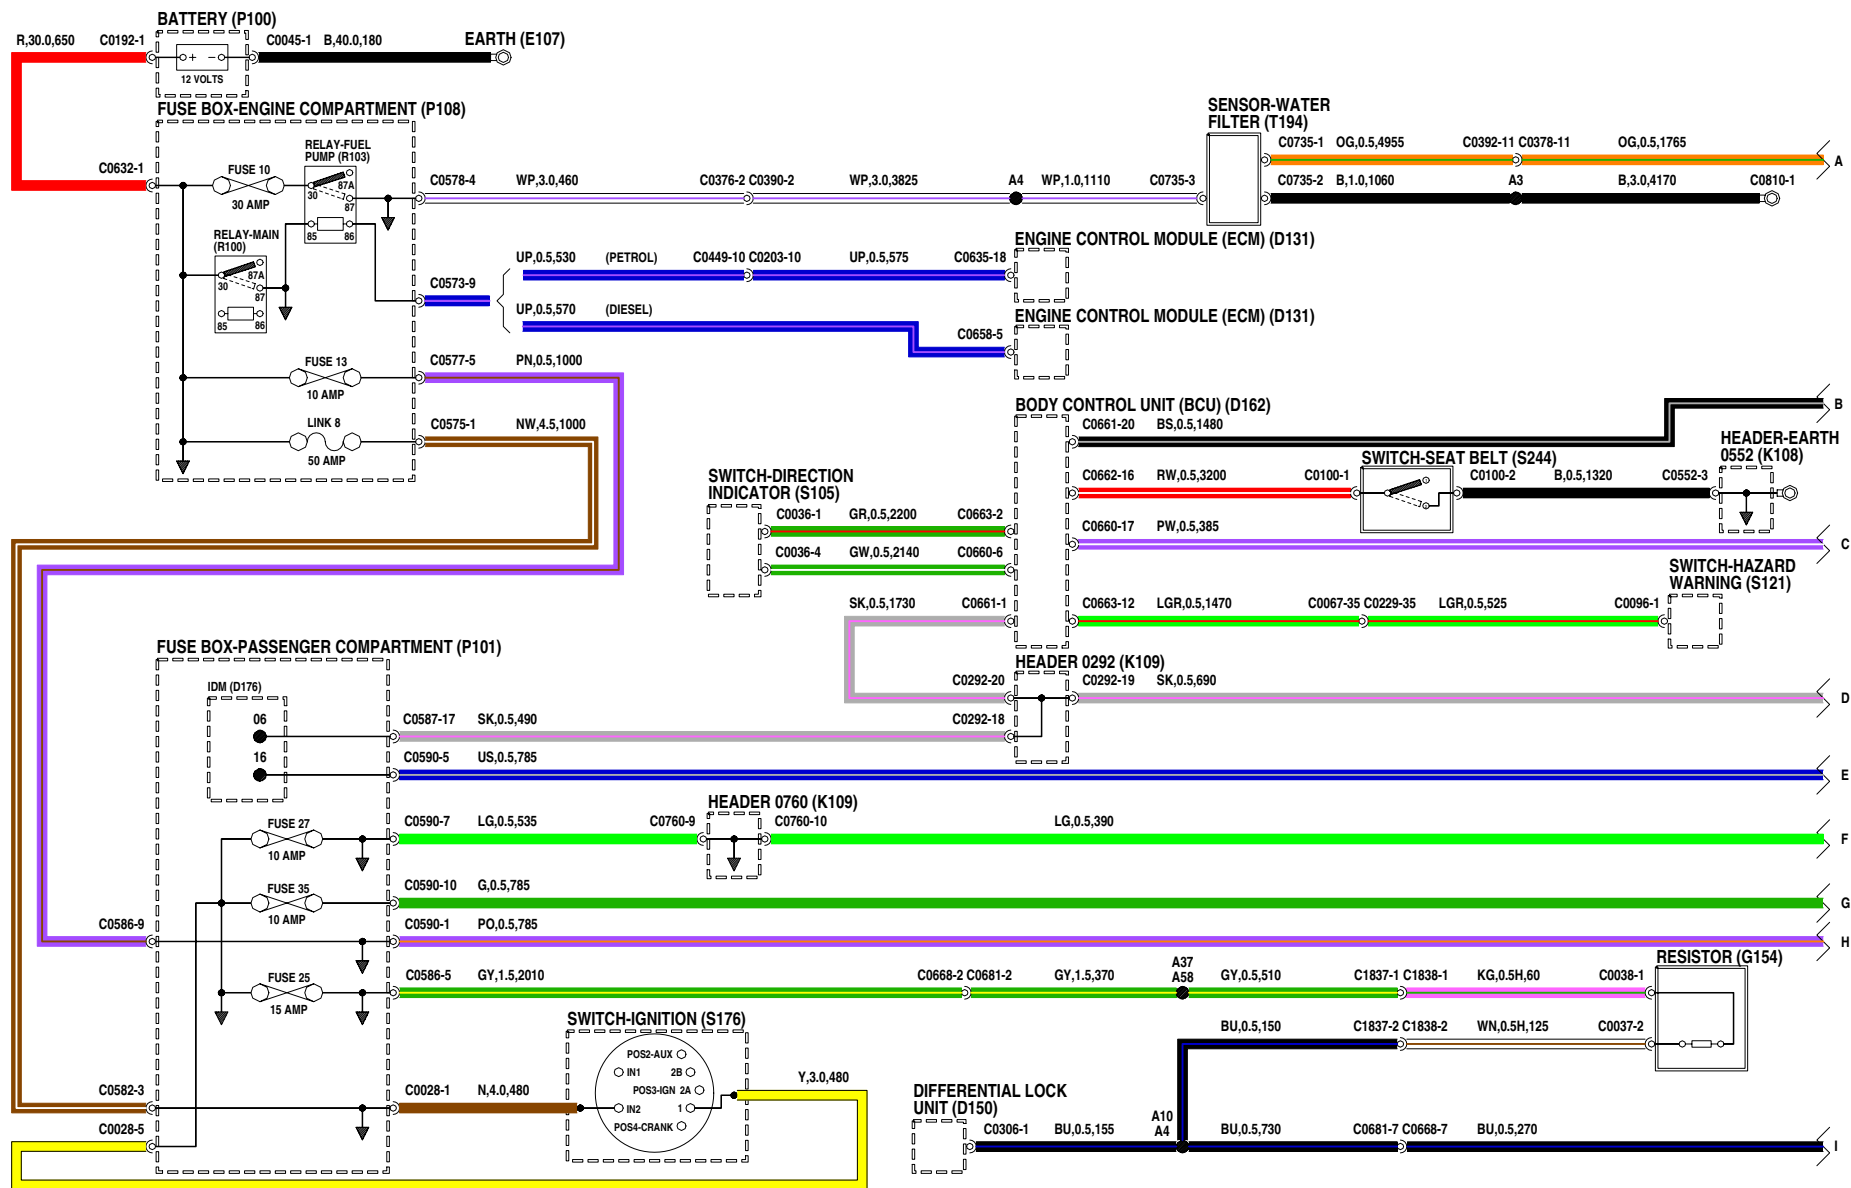 BATTERY (P100)
R,30.0,650 C0192-1 C0045-1 B,40.0,180 EARTH (E107)
+ −
12 VOLTS
FUSE BOX-ENGINE COMPARTMENT (P108)
SENSOR-WATER
FILTER (T194)
RELAY-FUEL
PUMP (R103)
C0735-1 OG,0.5,4955 C0392-11 C0378-11 OG,0.5,1765
A
C0632-1 FUSE 10 87A
30 87
30 AMP
C0578-4 WP,3.0,460 C0376-2 C0390-2 WP,3.0,3825 A4 WP,1.0,1110 C0735-3
C0735-2 B,1.0,1060 A3 B,3.0,4170 C0810-1
85 86
RELAY-MAIN
(R100)
87A
30 87
85 86
ENGINE CONTROL MODULE (ECM) (D131)
UP,0.5,530 (PETROL) C0449-10 C0203-10 UP,0.5,575 C0635-18
C0573-9
UP,0.5,570 (DIESEL)
ENGINE CONTROL MODULE (ECM) (D131)
C0658-5
FUSE 13
10 AMP
C0577-5 PN,0.5,1000
LINK 8
50 AMP
C0575-1 NW,4.5,1000
BODY CONTROL UNIT (BCU) (D162)
C0661-20 BS,0.5,1480
B
HEADER-EARTH
0552 (K108)
SWITCH-SEAT BELT (S244)
C0662-16 RW,0.5,3200 C0100-1 C0100-2 B,0.5,1320 C0552-3
SWITCH-DIRECTION
INDICATOR (S105)
C0036-1 GR,0.5,2200 C0663-2
C0660-17 PW,0.5,385
C
C0036-4 GW,0.5,2140 C0660-6
SWITCH-HAZARD
WARNING (S121)
SK,0.5,1730 C0661-1
C0663-12 LGR,0.5,1470 C0067-35 C0229-35 LGR,0.5,525 C0096-1
FUSE BOX-PASSENGER COMPARTMENT (P101)
HEADER 0292 (K109)
C0292-20 C0292-19 SK,0.5,690
D
IDM (D176)
06
C0587-17 SK,0.5,490 C0292-18
16
C0590-5 US,0.5,785
E
HEADER 0760 (K109)
FUSE 27
10 AMP
C0590-7 LG,0.5,535 C0760-9 C0760-10 LG,0.5,390
F
FUSE 35
10 AMP
C0590-10 G,0.5,785
G
C0586-9 C0590-1 PO,0.5,785
H
RESISTOR (G154)
FUSE 25
15 AMP
C0586-5 GY,1.5,2010 C0668-2 C0681-2 GY,1.5,370 A37
A58
GY,0.5,510 C1837-1 C1838-1 KG,0.5H,60 C0038-1
SWITCH-IGNITION (S176)
BU,0.5,150 C1837-2 C1838-2 WN,0.5H,125 C0037-2
POS2-AUX
IN1 2B
POS3-IGN 2A
IN2 1
POS4-CRANK
Y,3.0,480
C0582-3 C0028-1 N,4.0,480
DIFFERENTIAL LOCK
UNIT (D150)
C0028-5
C0306-1 BU,0.5,155 A10
A4
BU,0.5,730 C0681-7 C0668-7 BU,0.5,270
I